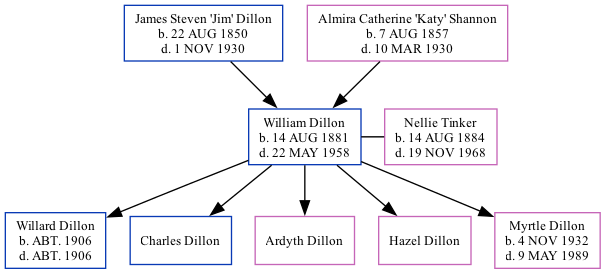 James Steven 'Jim' Dillon
b. 22 AUG 1850
d. 1 NOV 1930
Almira Catherine 'Katy' Shannon
b. 7 AUG 1857
d. 10 MAR 1930
William Dillon
b. 14 AUG 1881
d. 22 MAY 1958
Nellie Tinker
b. 14 AUG 1884
d. 19 NOV 1968
Willard Dillon
b. ABT. 1906
d. ABT. 1906
Charles Dillon
Ardyth Dillon
Hazel Dillon
Myrtle Dillon
b. 4 NOV 1932
d. 9 MAY 1989